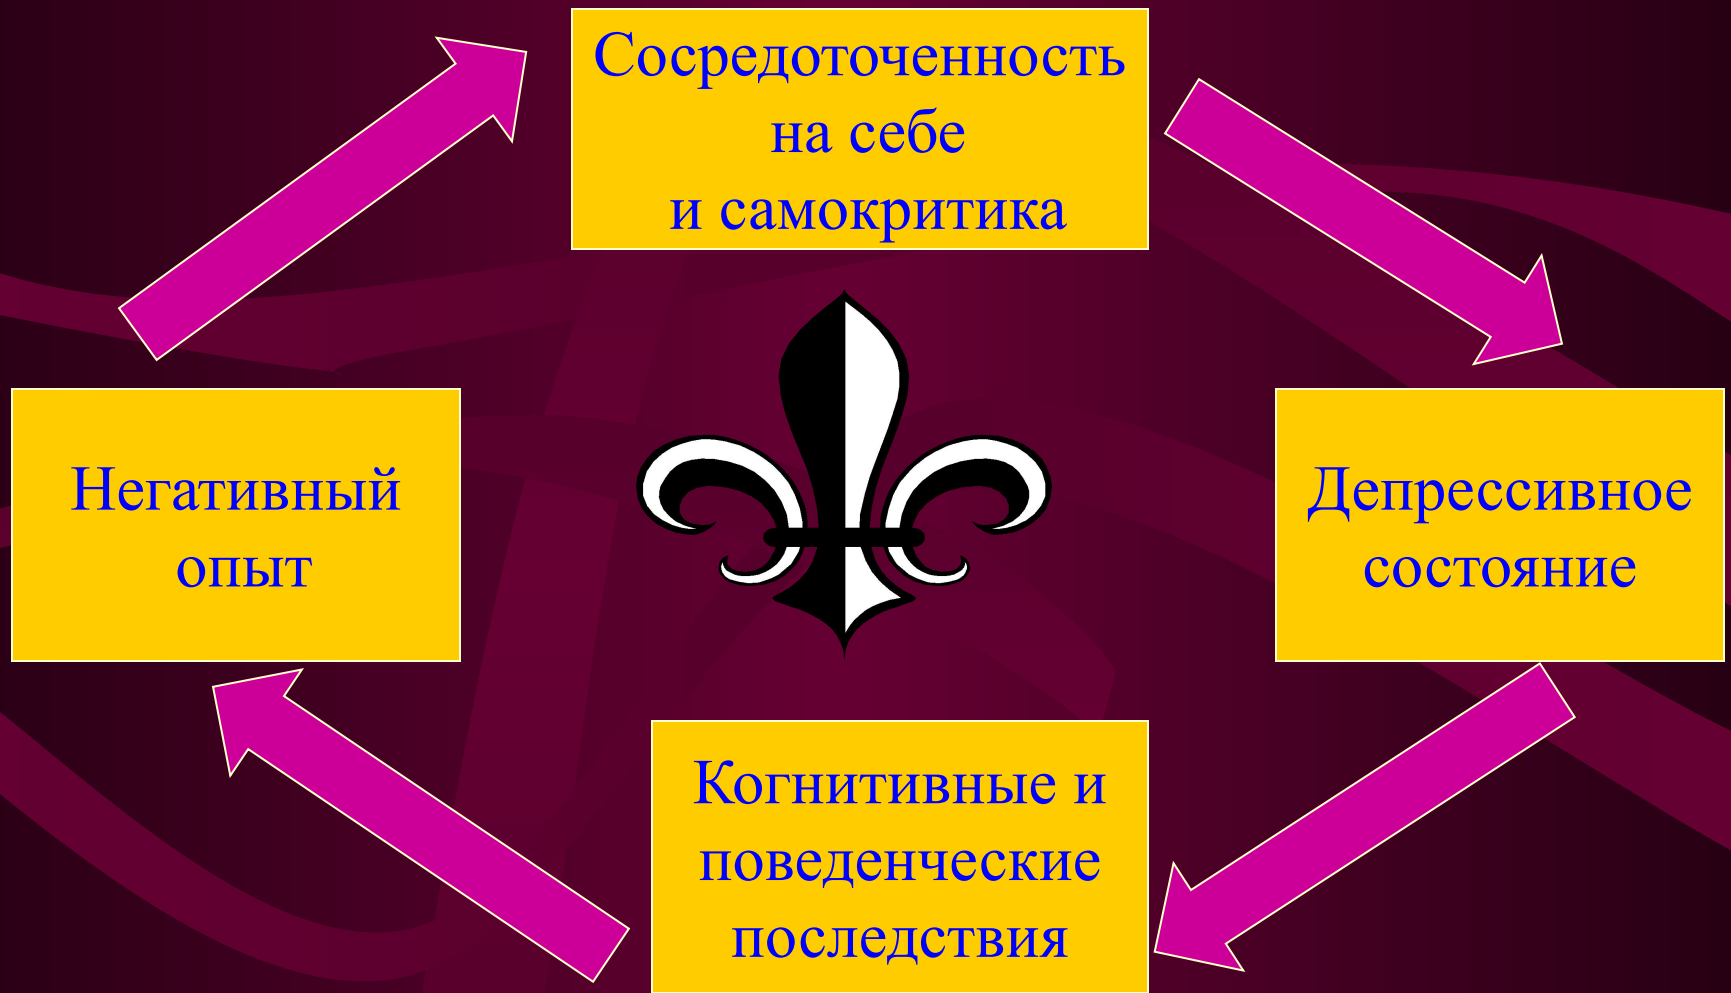 Сосредоточенность
на себе
и самокритика
Негативный
опыт
Депрессивное
состояние
Когнитивные и
поведенческие
последствия